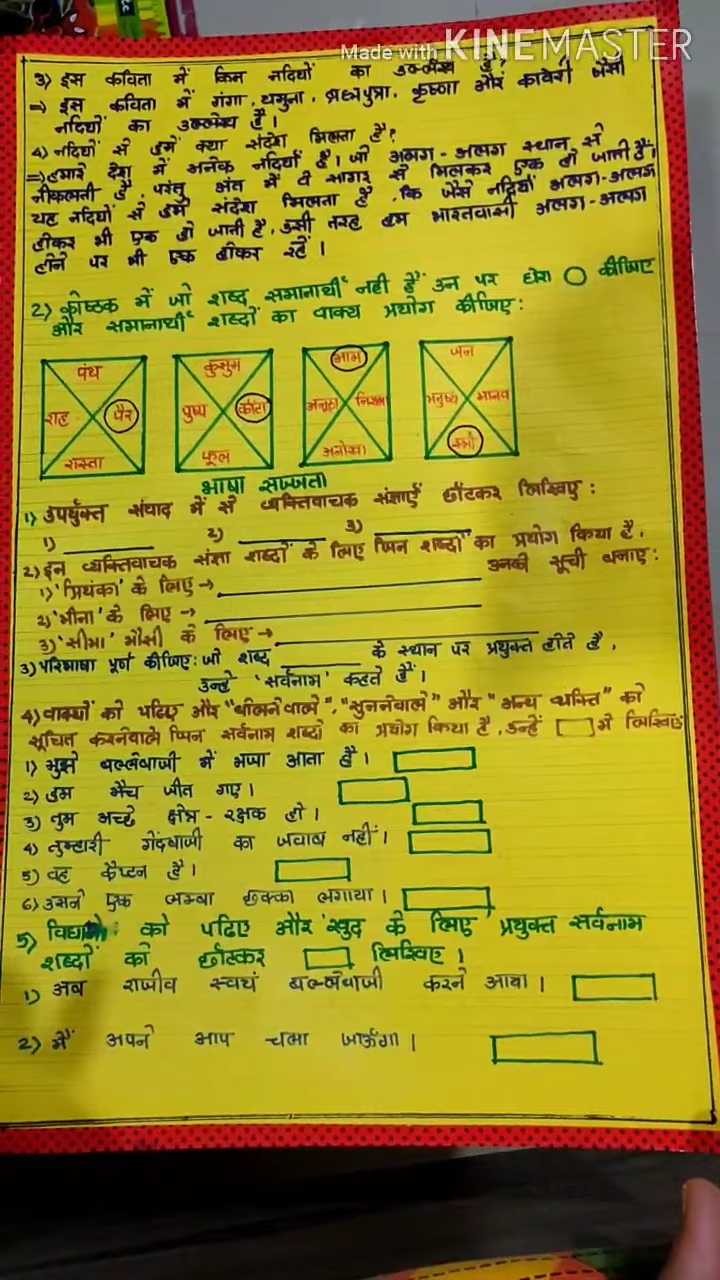 Made with KINEMASTER
3) इस कविता में किन नदियों का उल्लेख है?
⇒ इस कविता में गंगा, यमुना, ब्रह्मपुत्रा, कृष्णा और कावेरी जैसी
नदियों का उल्लेख है।
4) नदियों से हमें क्या संदेश मिलता है?
⇒ हमारे देश में अनेक नदियाँ हैं। जो अलग-अलग स्थान से
नीकलती है, परंतु अंत में वे सागर से मिलकर एक हो जाती हैं।
यह नदियों से हमें संदेश मिलता है, कि जैसे नदियाँ अलग-अलग
होकर भी एक हो जाती है, उसी तरह हम भारतवासी अलग-अलग
होने पर भी एक होकर रहें।
2) कोष्ठक में जो शब्द समानार्थी नहीं हैं उन पर घेरा ◯ कीजिए
और समानार्थी शब्दों का वाक्य प्रयोग कीजिए:
पंथ कुसुम आम जन
राह पैर पुष्प काँटा अनूठा निराला मनुष्य मानव
रास्ता फूल अनोखा स्त्री
भाषा सज्जता
1) उपर्युक्त संवाद में से व्यक्तिवाचक संज्ञाएँ छाँटकर लिखिए:
1) ________ 2) ________ 3) ________
2) इन व्यक्तिवाचक संज्ञा शब्दों के लिए जिन शब्दों का प्रयोग किया है,
उनकी सूची बनाए:
1) 'प्रियंका' के लिए →
2) 'मीना' के लिए →
3) 'सीमा' मौसी के लिए →
3) परिभाषा पूर्ण कीजिए: जो शब्द ________ के स्थान पर प्रयुक्त होते है,
उन्हें 'सर्वनाम' कहते हैं।
4) वाक्यों को पढिए और "बोलनेवाले", "सुननेवाले" और "अन्य व्यक्ति" को
सूचित करनेवाले जिन सर्वनाम शब्दों का प्रयोग किया है, उन्हें में लिखिए
1) मुझे बल्लेबाजी में मजा आता है।
2) हम मैच जीत गए।
3) तुम अच्छे क्षेत्र-रक्षक हो।
4) तुम्हारी गेंदबाजी का जवाब नहीं।
5) वह कैप्टन है।
6) उसने एक लम्बा छक्का लगाया।
5) को पढिए और 'खुद के लिए' प्रयुक्त सर्वनाम
शब्दों को छाँटकर लिखिए।
1) अब राजीव स्वयं बल्लेबाजी करने आया।
2) मैं अपने आप चला जाऊँगा।